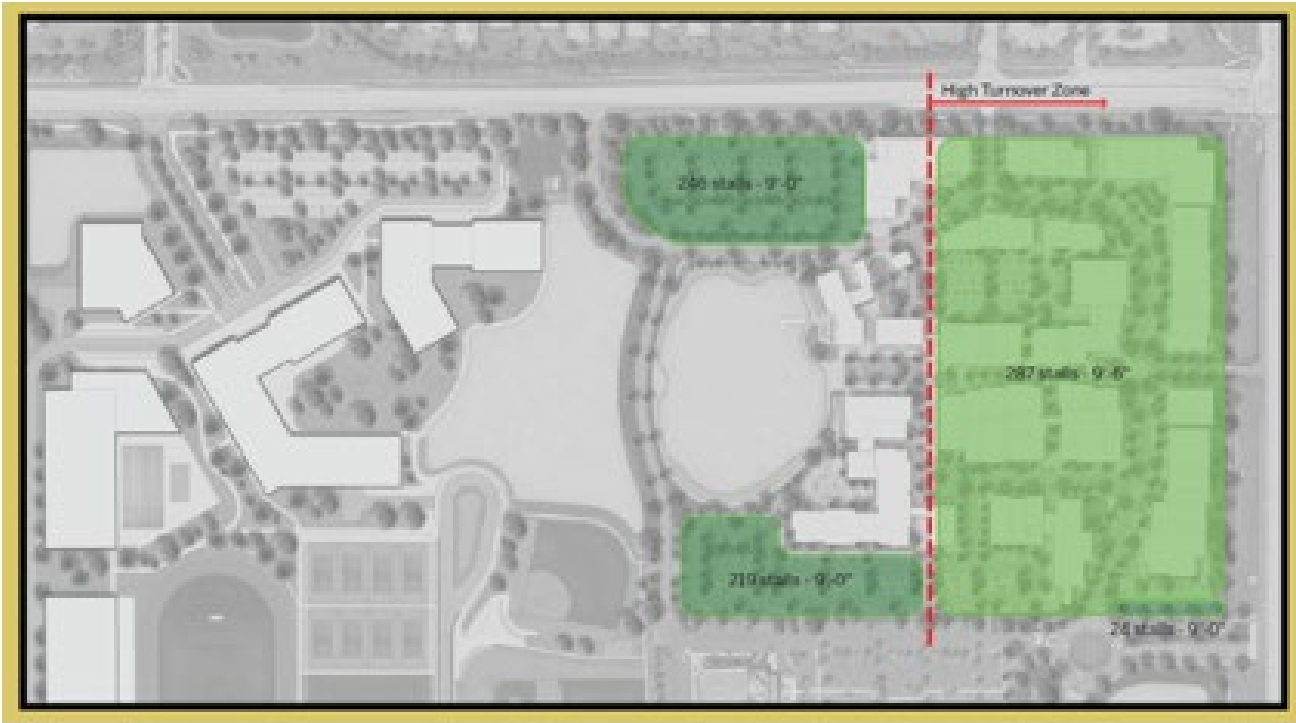 High Turnover Zone
246 stalls - 9'-0"
287 stalls - 9'-6"
219 stalls - 9'-0"
24 stalls - 9'-0"